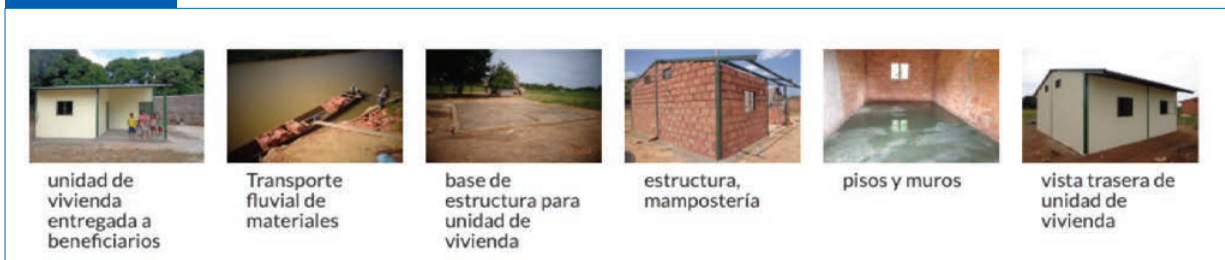 unidad de
vivienda
entregada a
beneficiarios
Transporte
fluvial de
materiales
base de
estructura para
unidad de
vivienda
estructura,
mampostería
pisos y muros
vista trasera de
unidad de
vivienda